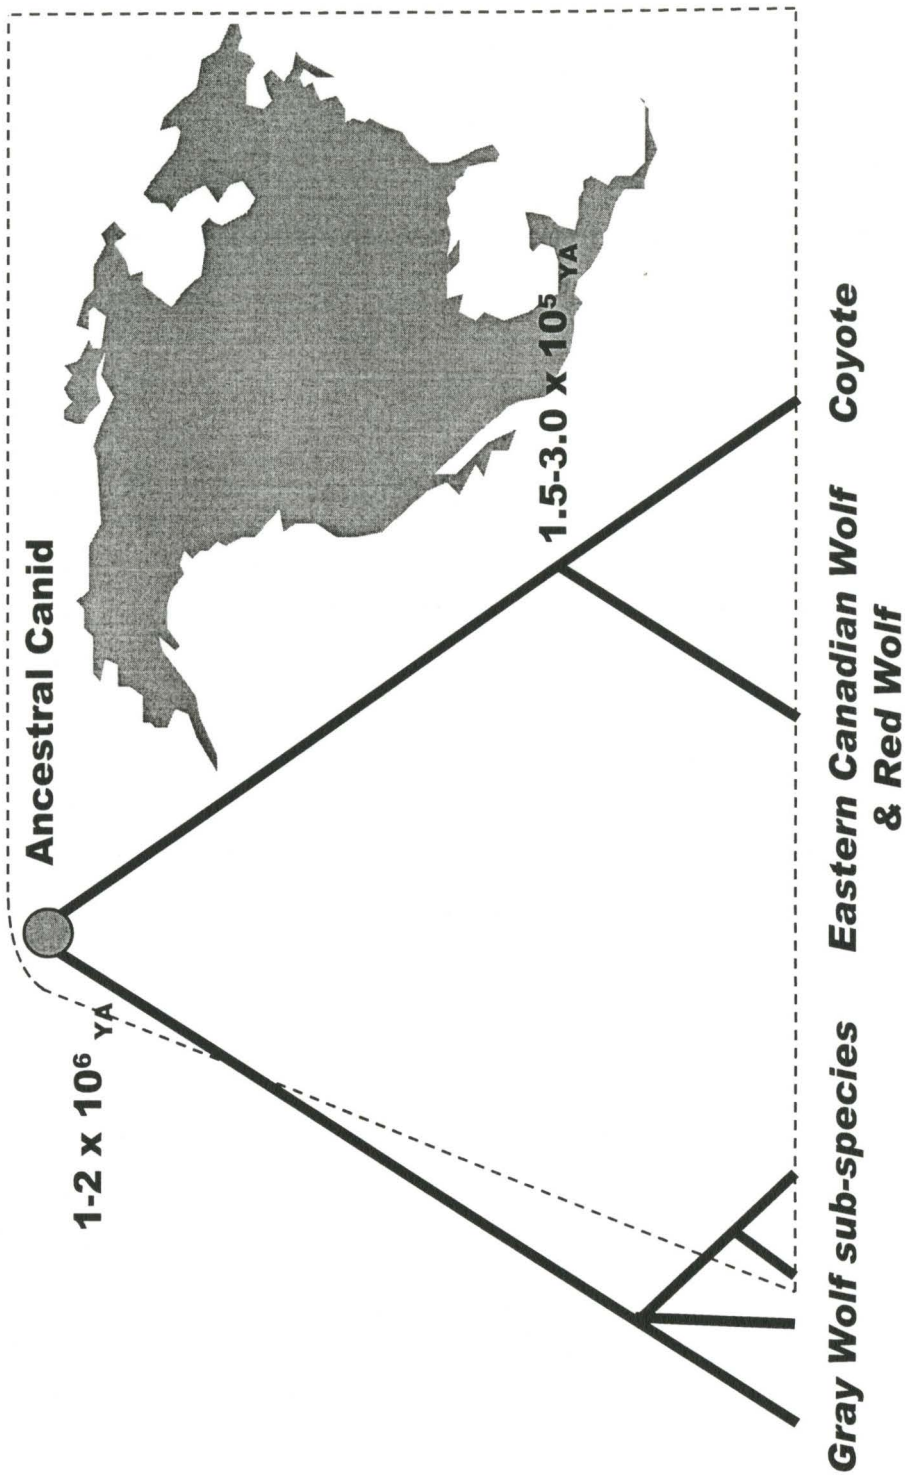 Ancestral Canid
1-2 x 10⁶ YA
1.5-3.0 x 10⁵ YA
Gray Wolf sub-species
Eastern Canadian Wolf
& Red Wolf
Coyote